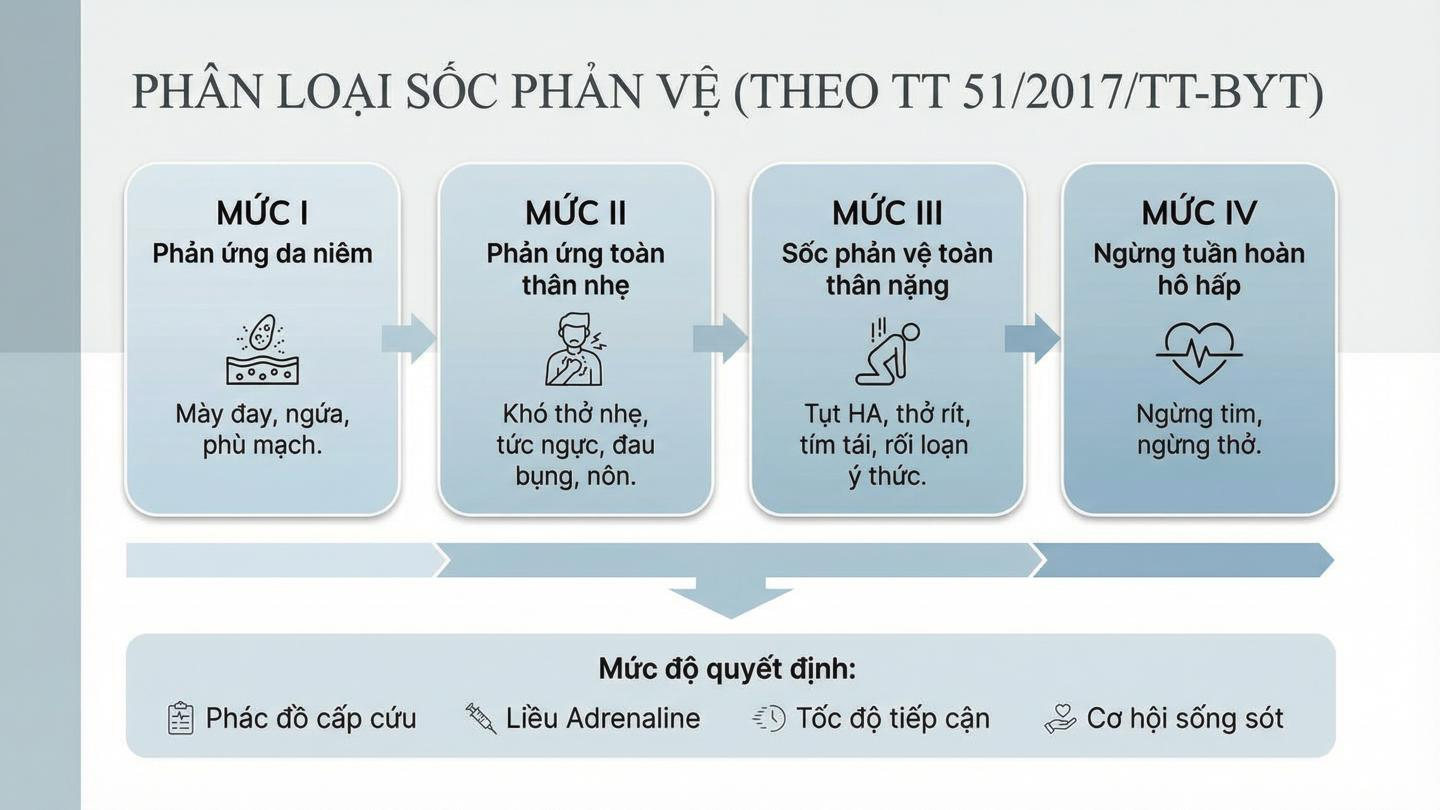 PHÂN LOẠI SỐC PHẢN VỆ (THEO TT 51/2017/TT-BYT)
MỨC I
Phản ứng da niêm
Mày đay, ngứa,
phù mạch.
MỨC II
Phản ứng toàn
thân nhẹ
Khó thở nhẹ,
tức ngực, đau
bụng, nôn.
MỨC III
Sốc phản vệ toàn
thân nặng
Tụt HA, thở rít,
tím tái, rối loạn
ý thức.
MỨC IV
Ngừng tuần hoàn
hô hấp
Ngừng tim,
ngừng thở.
Mức độ quyết định:
Phác đồ cấp cứu
Liều Adrenaline
Tốc độ tiếp cận
Cơ hội sống sót